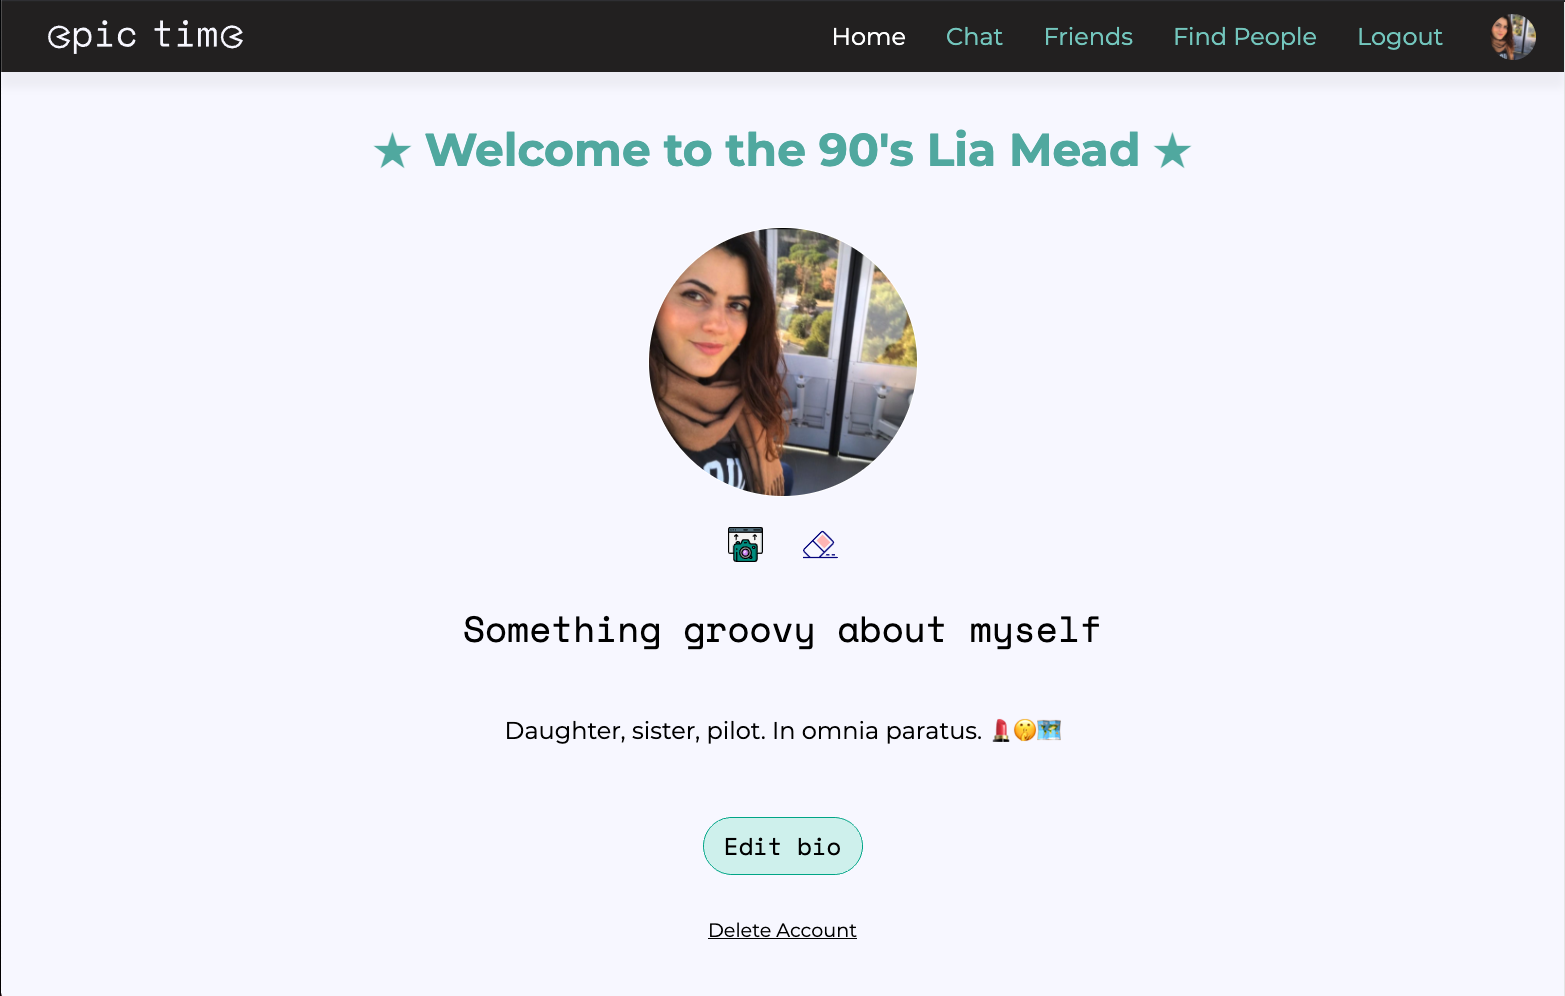 epic time
Home Chat Friends Find People Logout
★ Welcome to the 90's Lia Mead ★
Something groovy about myself
Daughter, sister, pilot. In omnia paratus. 💄🤫🗺️
Edit bio
Delete Account